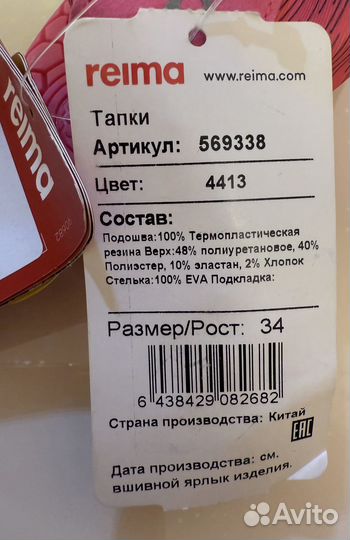 reima
www.reima.com
Тапки
Артикул: 569338
Цвет: 4413
Состав:
Подошва:100% Термопластическая
резина Верх:48% полиуретановое, 40%
Полиэстер, 10% эластан, 2% Хлопок
Стелька:100% EVA Подкладка:
Размер/Рост: 34
6 438429 082682
Страна производства: Китай
EAC
Дата производства: см.
вшивной ярлык изделия.
reima
Avito